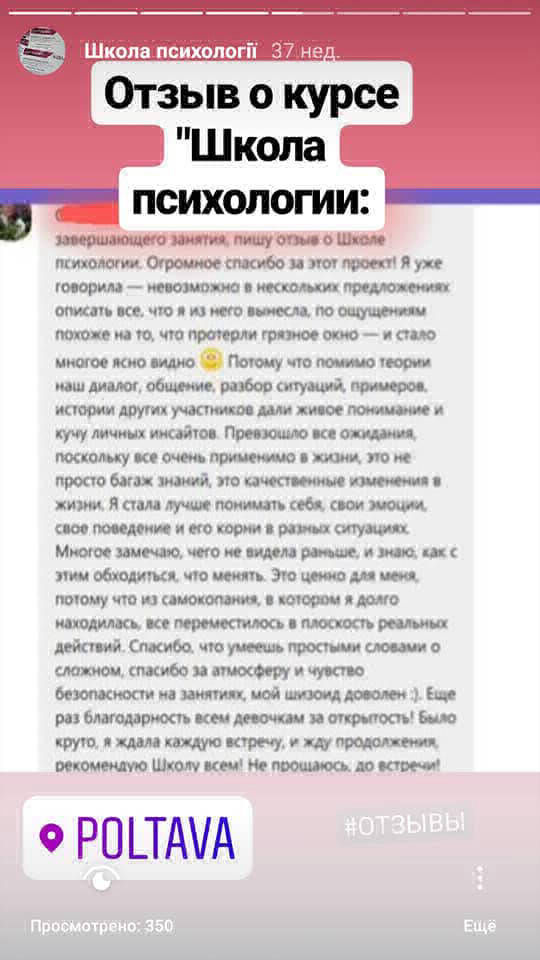 Школа психології 37 нед.
Отзыв о курсе
"Школа
психологии:
завершающего занятия, пишу отзыв о Школе
психологии. Огромное спасибо за этот проект! Я уже
говорила — невозможно в нескольких предложениях
описать все, что я из него вынесла, по ощущениям
похоже на то, что протерли грязное окно — и стало
многое ясно видно 🙂 Потому что помимо теории
наш диалог, общение, разбор ситуаций, примеров,
истории других участников дали живое понимание и
кучу личных инсайтов. Превзошло все ожидания,
поскольку все очень применимо в жизни, это не
просто багаж знаний, это качественные изменения в
жизни. Я стала лучше понимать себя, свои эмоции,
свое поведение и его корни в разных ситуациях.
Многое замечаю, чего не видела раньше, и знаю, как с
этим обходиться, что менять. Это ценно для меня,
потому что из самокопания, в котором я долго
находилась, все переместилось в плоскость реальных
действий. Спасибо, что умеешь простыми словами о
сложном, спасибо за атмосферу и чувство
безопасности на занятиях, мой шизоид доволен :). Еще
раз благодарность всем девочкам за открытость! Было
круто, я ждала каждую встречу, и жду продолжения,
рекомендую Школу всем! Не прощаюсь, до встречи!
POLTAVA
#ОТЗЫВЫ
Просмотрено: 350
Ещё